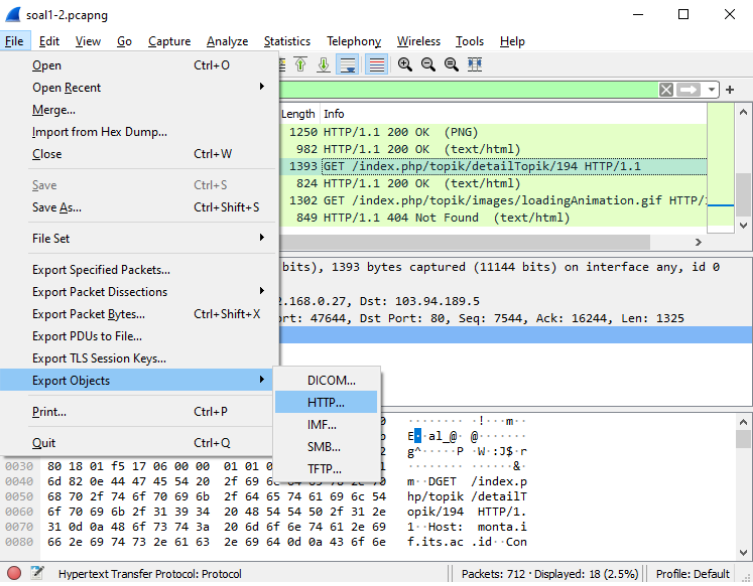 soal1-2.pcapng
File Edit View Go Capture Analyze Statistics Telephony Wireless Tools Help
Open Ctrl+O
Open Recent
Merge...
Import from Hex Dump...
Close Ctrl+W
Save Ctrl+S
Save As... Ctrl+Shift+S
File Set
Export Specified Packets...
Export Packet Dissections
Export Packet Bytes... Ctrl+Shift+X
Export PDUs to File...
Export TLS Session Keys...
Export Objects
Print... Ctrl+P
Quit Ctrl+Q
DICOM...
HTTP...
IMF...
SMB...
TFTP...
Length Info
1250 HTTP/1.1 200 OK (PNG)
982 HTTP/1.1 200 OK (text/html)
1393 GET /index.php/topik/detailTopik/194 HTTP/1.1
824 HTTP/1.1 200 OK (text/html)
1302 GET /index.php/topik/images/loadingAnimation.gif HTTP/
849 HTTP/1.1 404 Not Found (text/html)
bits), 1393 bytes captured (11144 bits) on interface any, id 0
.168.0.27, Dst: 103.94.189.5
ort: 47644, Dst Port: 80, Seq: 7544, Ack: 16244, Len: 1325
········ ·!···m··
E·al_@· @·······
g^·····P ·W·:J$·r
········ ······&·
0030 80 18 01 f5 17 06 00 00 01 01 0
0040 6d 82 0e 44 47 45 54 20 2f 69 6e m··DGET /index.p
0050 68 70 2f 74 6f 70 69 6b 2f 64 65 74 61 69 6c 54 hp/topik /detailT
0060 6f 70 69 6b 2f 31 39 34 20 48 54 54 50 2f 31 2e opik/194 HTTP/1.
0070 31 0d 0a 48 6f 73 74 3a 20 6d 6f 6e 74 61 2e 69 1··Host: monta.i
0080 66 2e 69 74 73 2e 61 63 2e 69 64 0d 0a 43 6f 6e f.its.ac .id··Con
Hypertext Transfer Protocol: Protocol
Packets: 712 · Displayed: 18 (2.5%)
Profile: Default